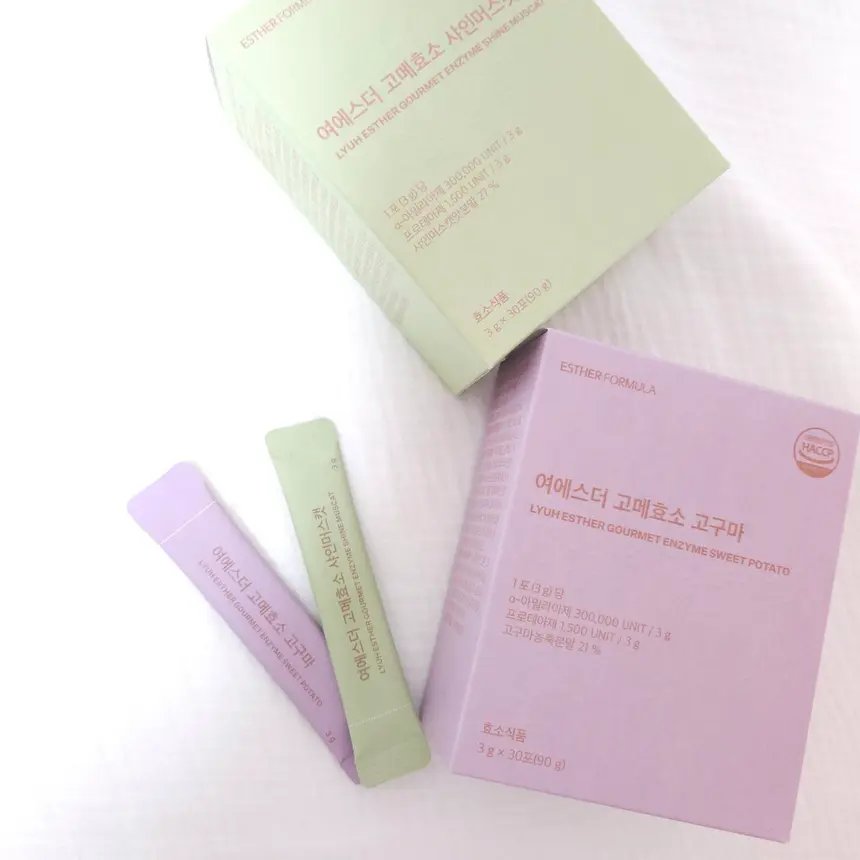 ESTHER FORMULA
여에스더 고메효소 사인머스캣
LYUH ESTHER GOURMET ENZYME SHINE MUSCAT
1포 (3 g)당
α-아밀라아제 300,000 UNIT / 3 g
프로테아제 1,500 UNIT / 3 g
사인머스캣맛분말 27 %
효소식품
3 g × 30포(90 g)
ESTHER FORMULA
HACCP
여에스더 고메효소 고구마
LYUH ESTHER GOURMET ENZYME SWEET POTATO
1포 (3 g)당
α-아밀라아제 300,000 UNIT / 3 g
프로테아제 1,500 UNIT / 3 g
고구마농축분말 21 %
효소식품
3 g × 30포(90 g)
여에스더 고메효소 고구마
LYUH ESTHER GOURMET ENZYME SWEET POTATO
3 g
여에스더 고메효소 사인머스캣
LYUH ESTHER GOURMET ENZYME SHINE MUSCAT
3 g